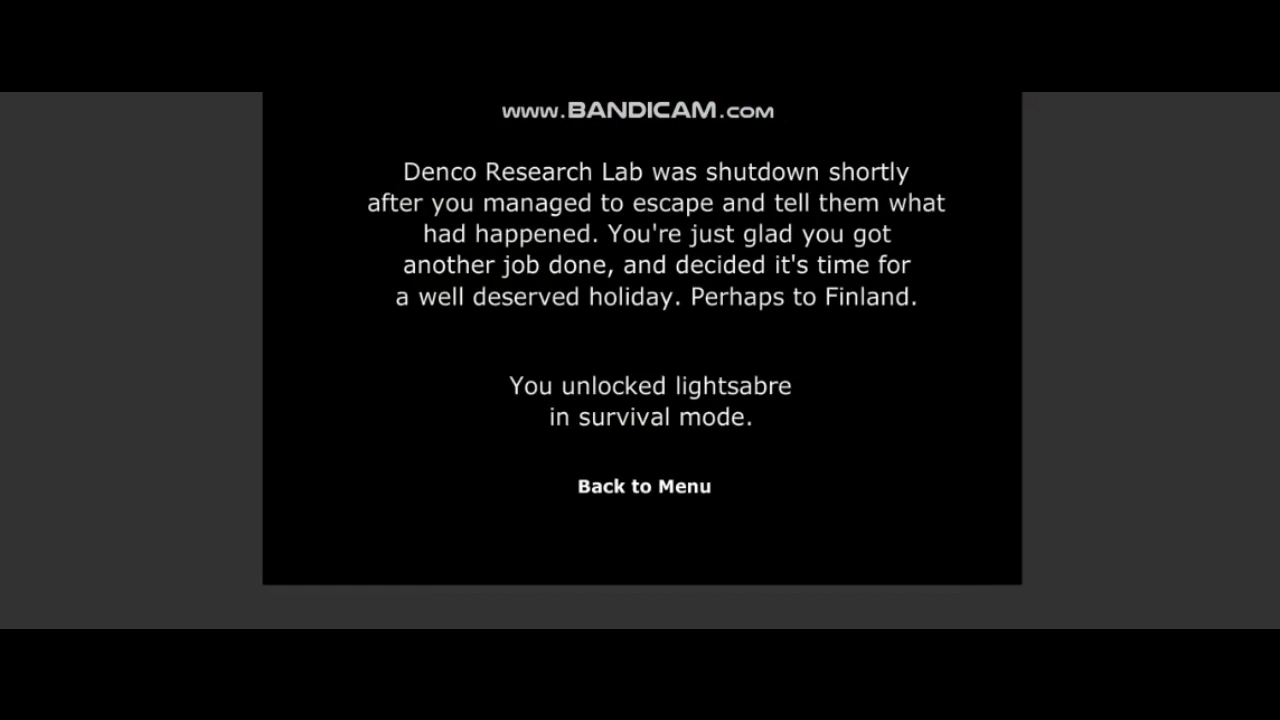 www.BANDICAM.com
Denco Research Lab was shutdown shortly
after you managed to escape and tell them what
had happened. You're just glad you got
another job done, and decided it's time for
a well deserved holiday. Perhaps to Finland.
You unlocked lightsabre
in survival mode.
Back to Menu